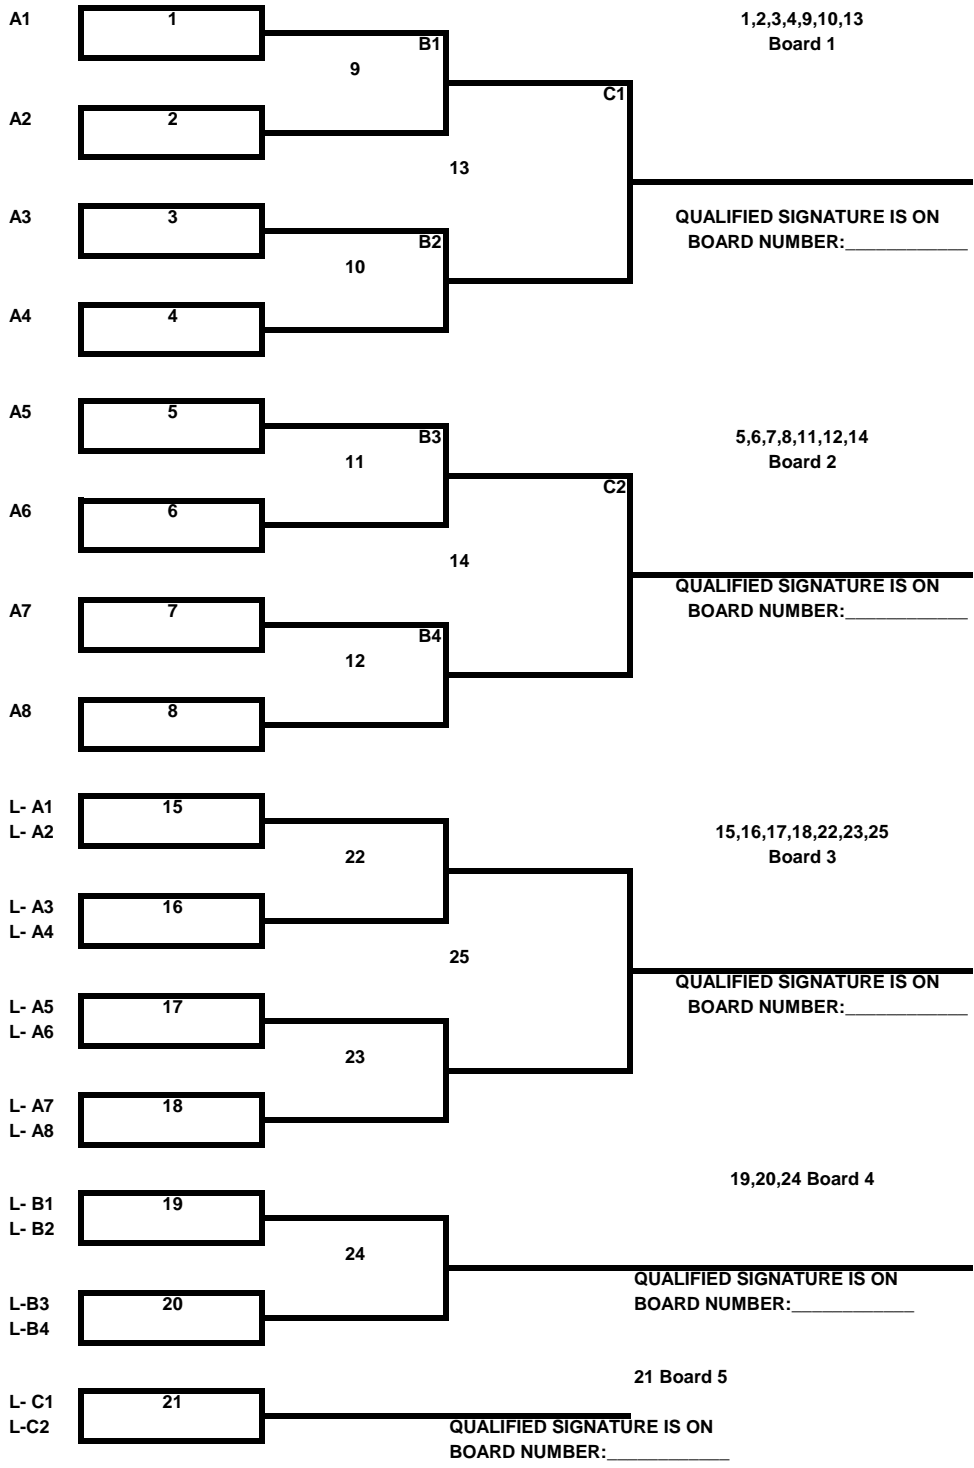 A1 1 1,2,3,4,9,10,13
B1 Board 1
9
C1
A2 2
13
A3 3 QUALIFIED SIGNATURE IS ON
B2 BOARD NUMBER:____________
10
A4 4
A5 5
B3 5,6,7,8,11,12,14
11 Board 2
C2
A6 6
14
QUALIFIED SIGNATURE IS ON
A7 7 BOARD NUMBER:____________
B4
12
A8 8
L- A1 15
L- A2 15,16,17,18,22,23,25
22 Board 3
L- A3 16
L- A4
25
QUALIFIED SIGNATURE IS ON
L- A5 17 BOARD NUMBER:____________
L- A6
23
L- A7 18
L- A8
19,20,24 Board 4
L- B1 19
L- B2
24
QUALIFIED SIGNATURE IS ON
L-B3 20 BOARD NUMBER:____________
L-B4
21 Board 5
L- C1 21
L-C2 QUALIFIED SIGNATURE IS ON
BOARD NUMBER:____________